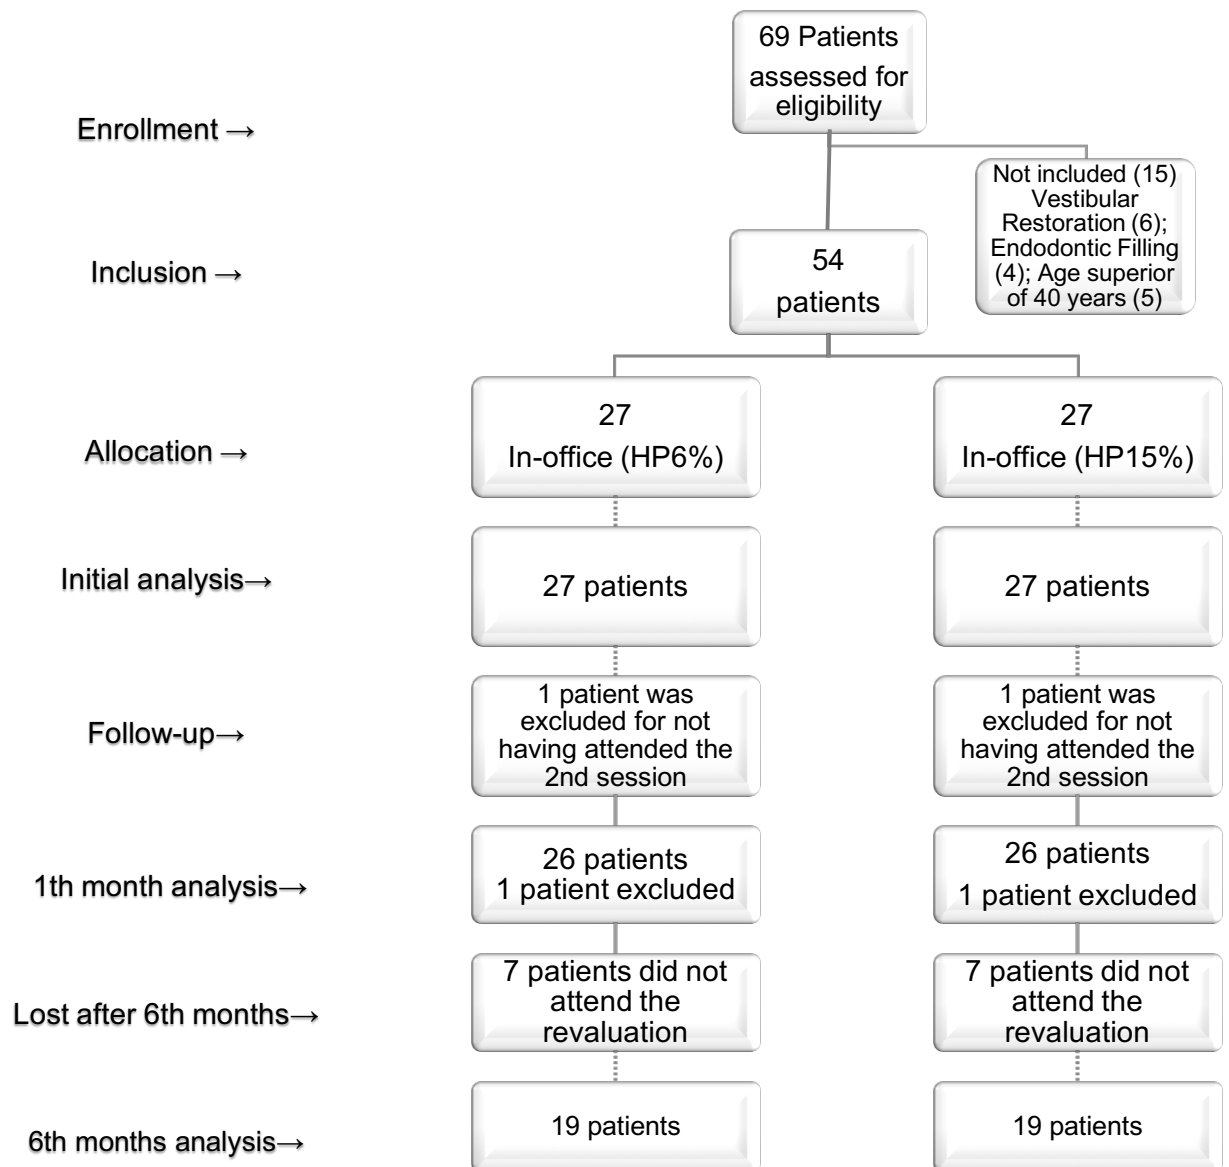 69 Patients
assessed for
eligibility
Enrollment →
Not included (15)
Vestibular
Restoration (6);
Endodontic Filling
(4); Age superior
of 40 years (5)
Inclusion →
54
patients
Allocation →
27
In-office (HP6%)
27
In-office (HP15%)
Initial analysis→
27 patients
27 patients
Follow-up→
1 patient was
excluded for not
having attended the
2nd session
1 patient was
excluded for not
having attended the
2nd session
1th month analysis→
26 patients
1 patient excluded
26 patients
1 patient excluded
Lost after 6th months→
7 patients did not
attend the
revaluation
7 patients did not
attend the
revaluation
6th months analysis→
19 patients
19 patients